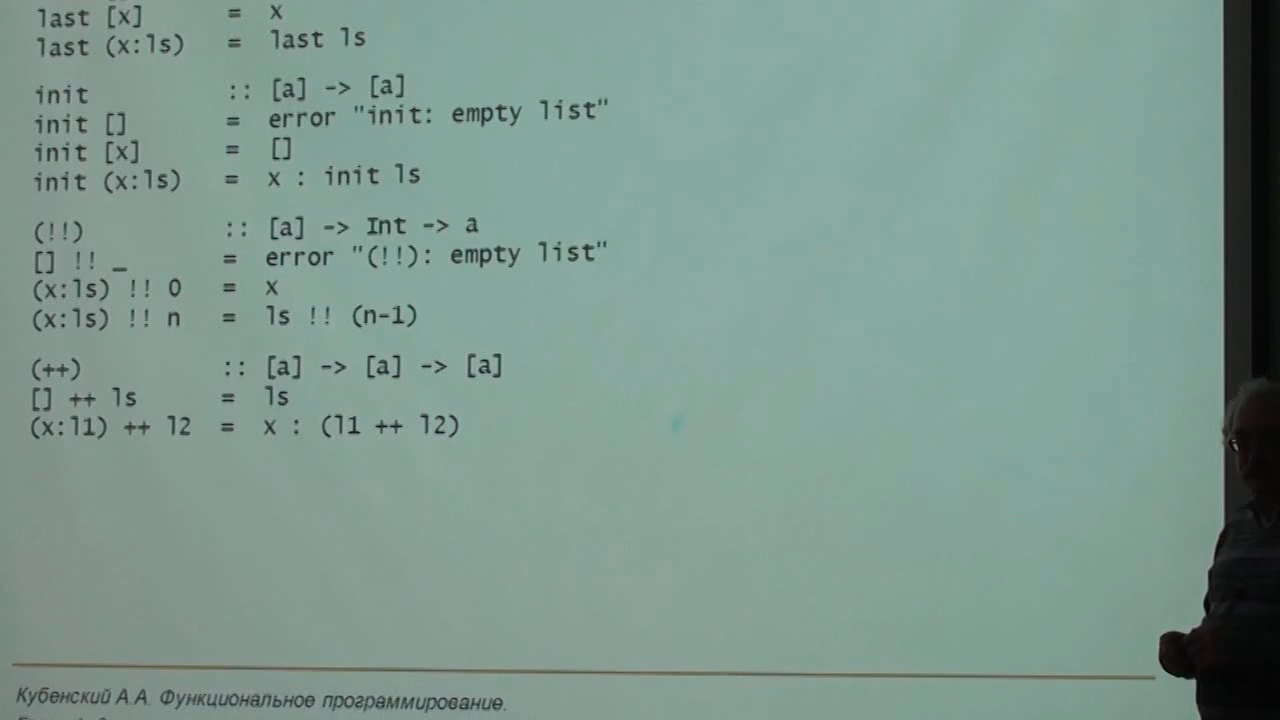 last [x] = x
last (x:ls) = last ls
init :: [a] -> [a]
init [] = error "init: empty list"
init [x] = []
init (x:ls) = x : init ls
(!!) :: [a] -> Int -> a
[] !! _ = error "(!!): empty list"
(x:ls) !! 0 = x
(x:ls) !! n = ls !! (n-1)
(++) :: [a] -> [a] -> [a]
[] ++ ls = ls
(x:l1) ++ l2 = x : (l1 ++ l2)
Кубенский А.А. Функциональное программирование.